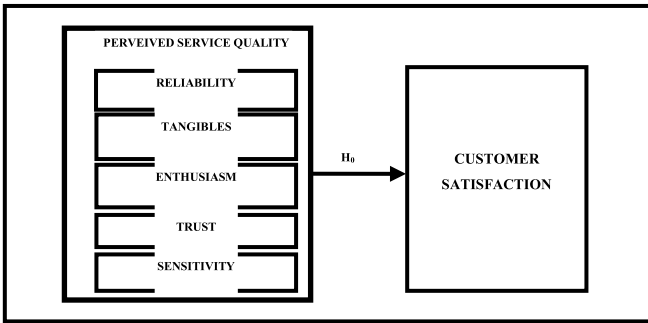 PERVEIVED SERVICE QUALITY
RELIABILITY
TANGIBLES
ENTHUSIASM
TRUST
SENSITIVITY
H₀
CUSTOMER
SATISFACTION